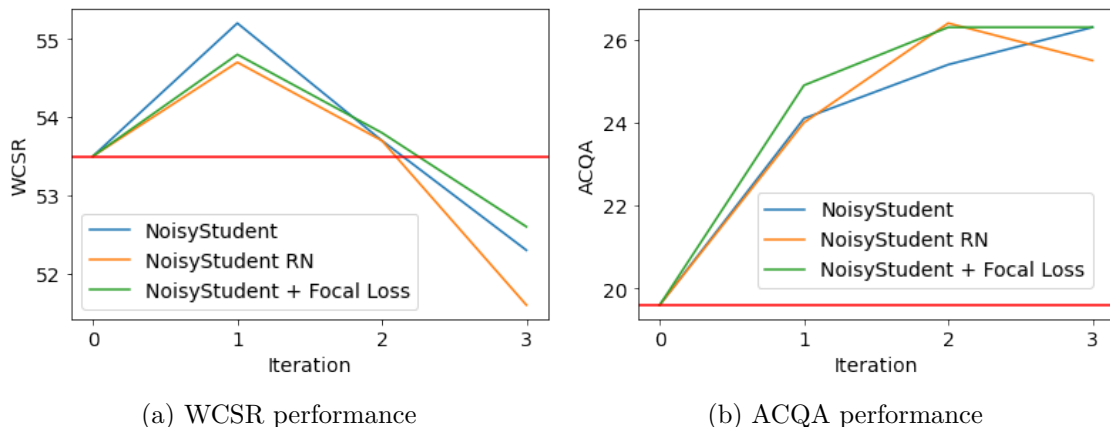 55
54
53
52
WCSR
NoisyStudent
NoisyStudent RN
NoisyStudent + Focal Loss
0 1 2 3
Iteration
(a) WCSR performance
26
24
22
20
ACQA
NoisyStudent
NoisyStudent RN
NoisyStudent + Focal Loss
0 1 2 3
Iteration
(b) ACQA performance